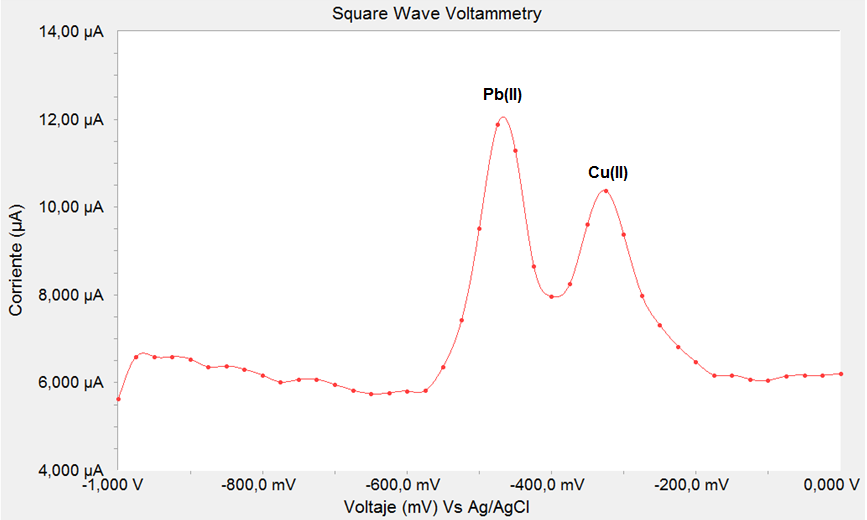 Square Wave Voltammetry
14,00 µA
12,00 µA
10,00 µA
8,000 µA
6,000 µA
4,000 µA
Corriente (µA)
Pb(II)
Cu(II)
-1,000 V
-800,0 mV
-600,0 mV
-400,0 mV
-200,0 mV
0,000 V
Voltaje (mV) Vs Ag/AgCl